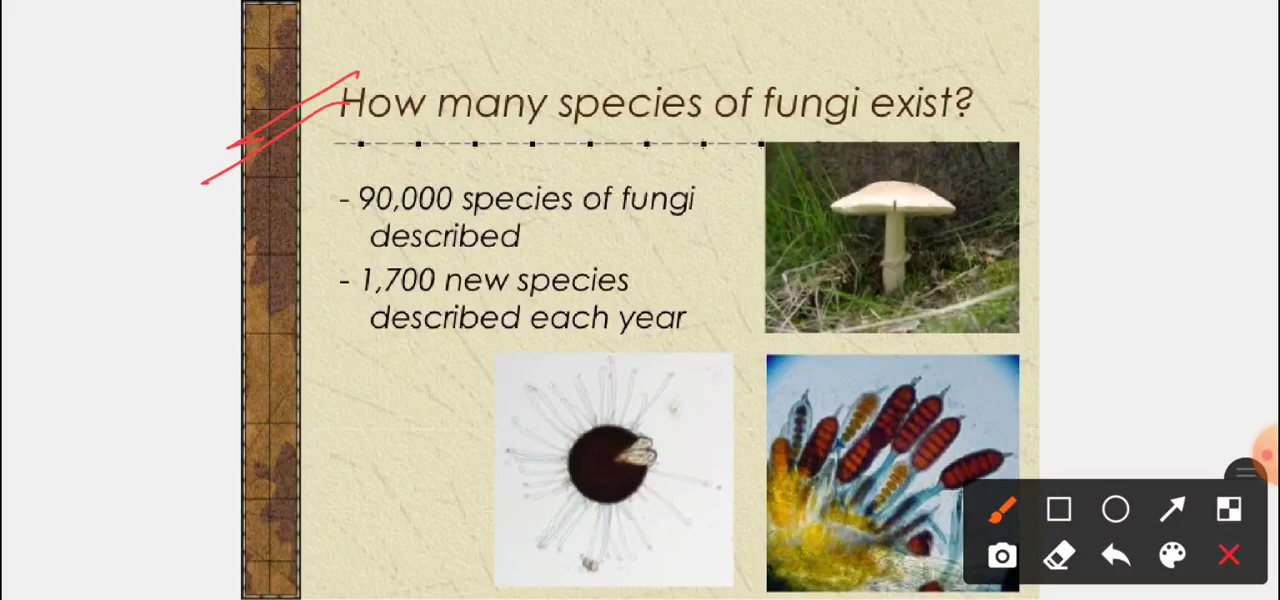 How many species of fungi exist?
- 90,000 species of fungi
described
- 1,700 new species
described each year